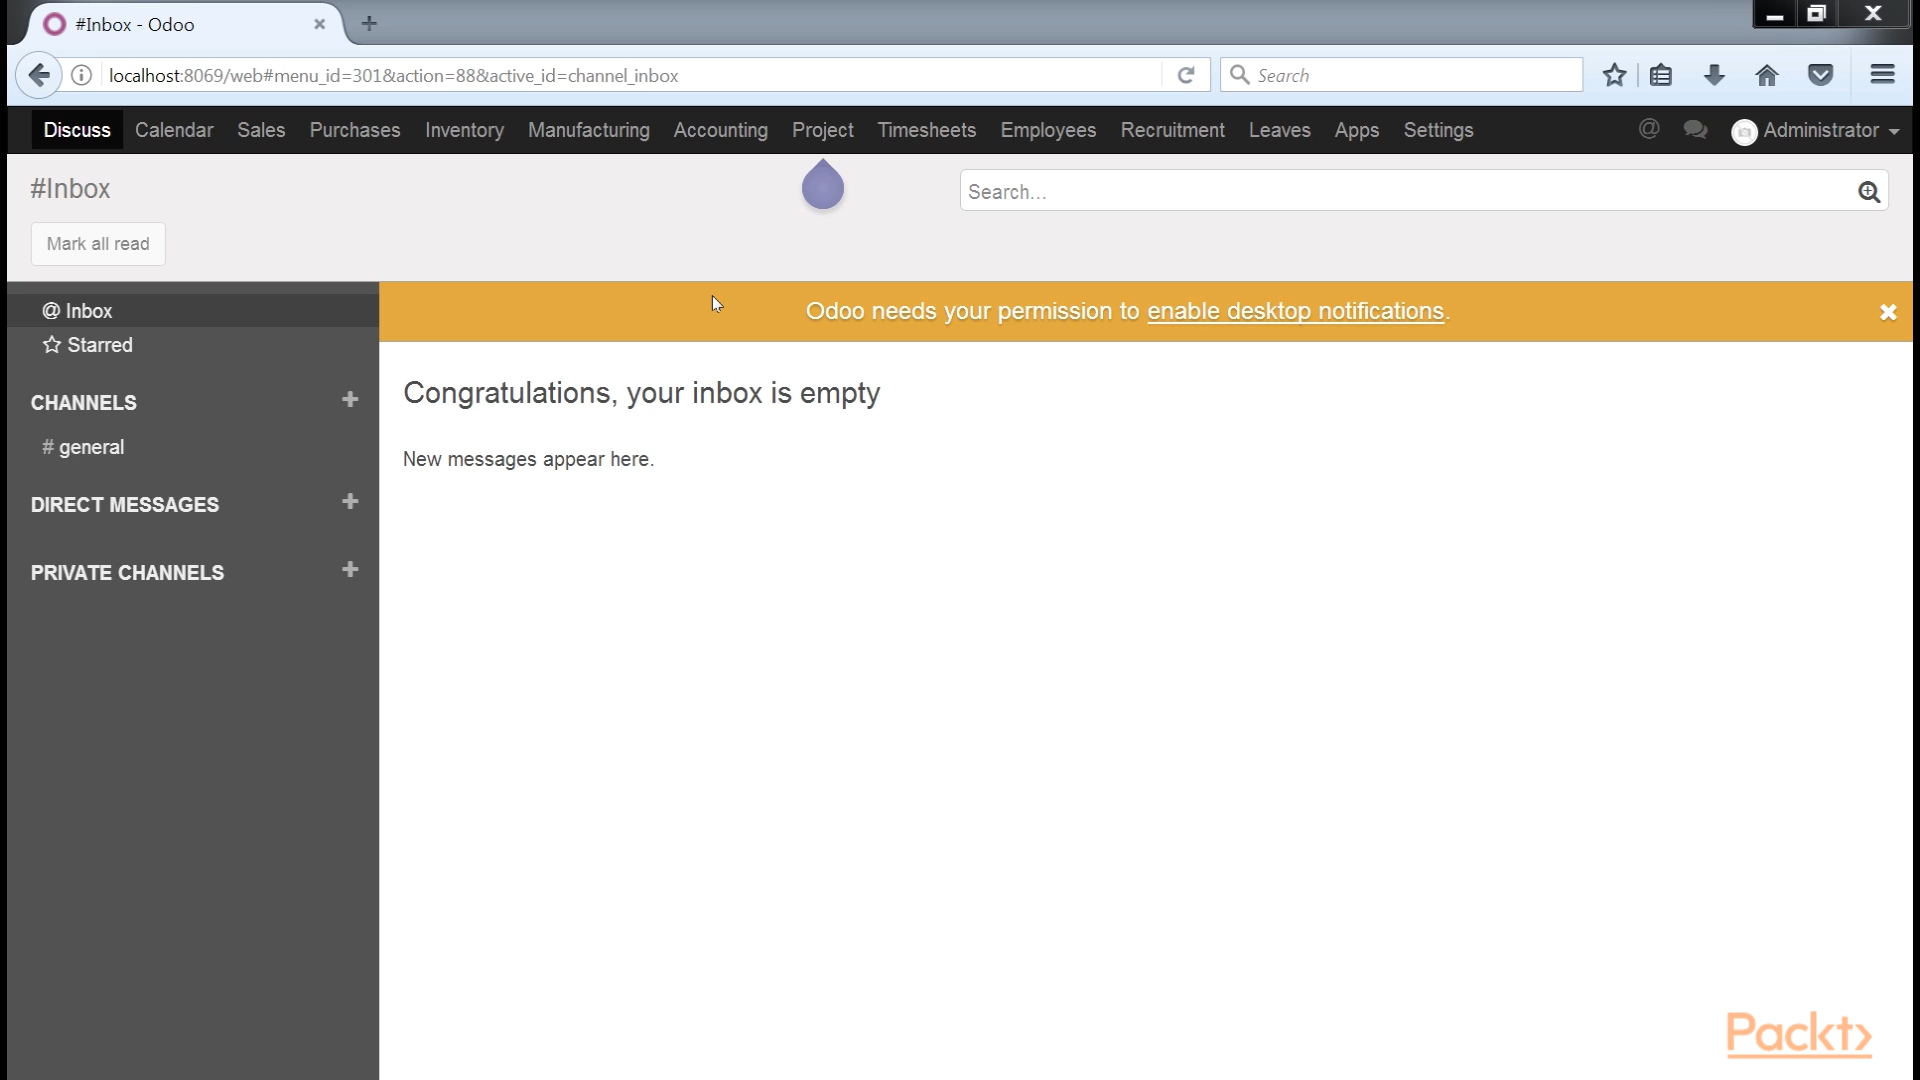 #Inbox - Odoo
localhost:8069/web#menu_id=301&action=88&active_id=channel_inbox
Search
Discuss Calendar Sales Purchases Inventory Manufacturing Accounting Project Timesheets Employees Recruitment Leaves Apps Settings @ Administrator
#Inbox
Search...
Mark all read
@ Inbox
Odoo needs your permission to enable desktop notifications.
Starred
Congratulations, your inbox is empty
CHANNELS +
# general
New messages appear here.
DIRECT MESSAGES +
PRIVATE CHANNELS +
Packt>